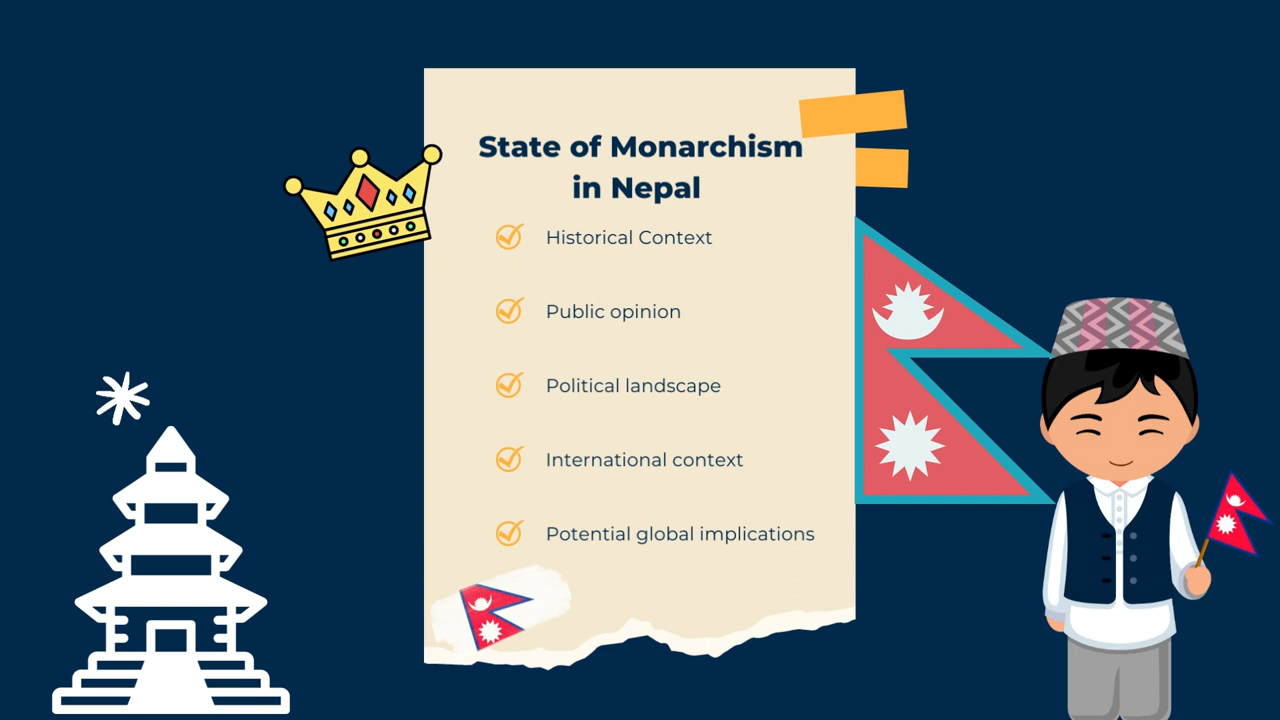 State of Monarchism
in Nepal
Historical Context
Public opinion
Political landscape
International context
Potential global implications